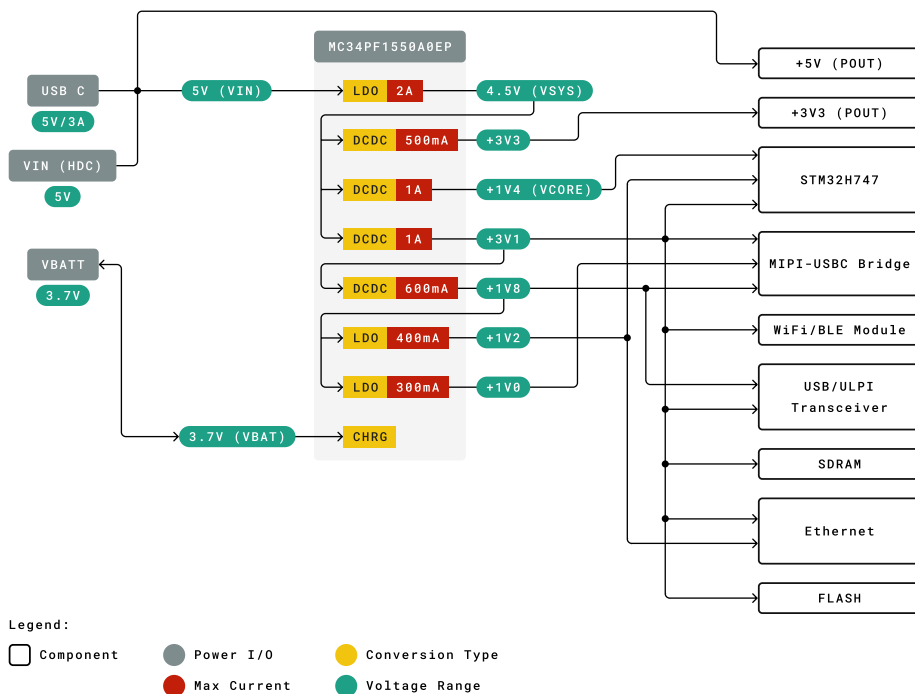 MC34PF1550A0EP
+5V (POUT)
USB C
5V (VIN)
LDO 2A
4.5V (VSYS)
5V/3A
+3V3 (POUT)
DCDC 500mA
+3V3
VIN (HDC)
STM32H747
5V
DCDC 1A
+1V4 (VCORE)
DCDC 1A
+3V1
VBATT
MIPI-USBC Bridge
3.7V
DCDC 600mA
+1V8
WiFi/BLE Module
LDO 400mA
+1V2
LDO 300mA
+1V0
USB/ULPI
Transceiver
3.7V (VBAT)
CHRG
SDRAM
Ethernet
FLASH
Legend:
Component
Power I/O
Conversion Type
Max Current
Voltage Range